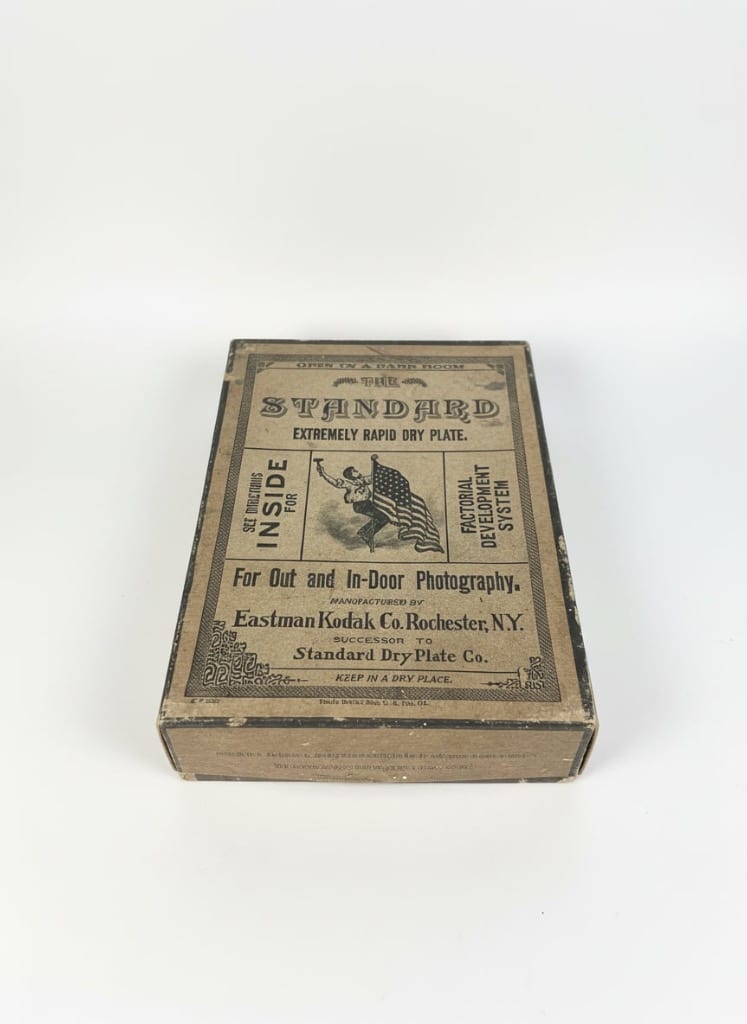 OPEN IN A DARK ROOM
THE
STANDARD
EXTREMELY RAPID DRY PLATE.
SEE DIRECTIONS
INSIDE
FOR
FACTORIAL
DEVELOPMENT
SYSTEM
For Out and In-Door Photography.
MANUFACTURED BY
Eastman Kodak Co. Rochester, N.Y.
SUCCESSOR TO
Standard Dry Plate Co.
KEEP IN A DRY PLACE.